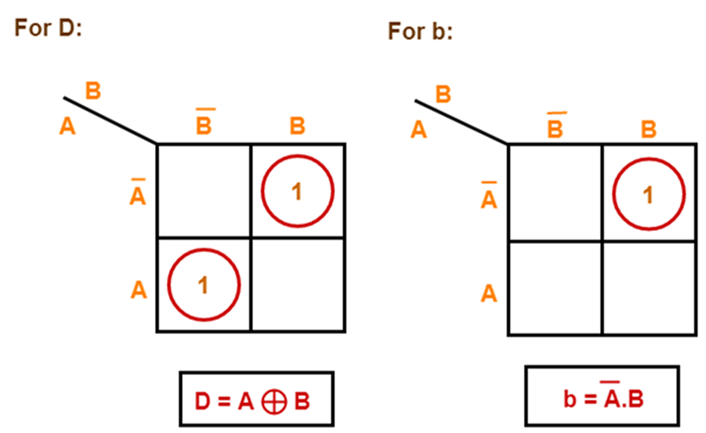 For D:
B
A
B̅ B
A̅ 1
A 1
D = A ⊕ B
For b:
B
A
B̅ B
A̅ 1
A
b = A̅.B